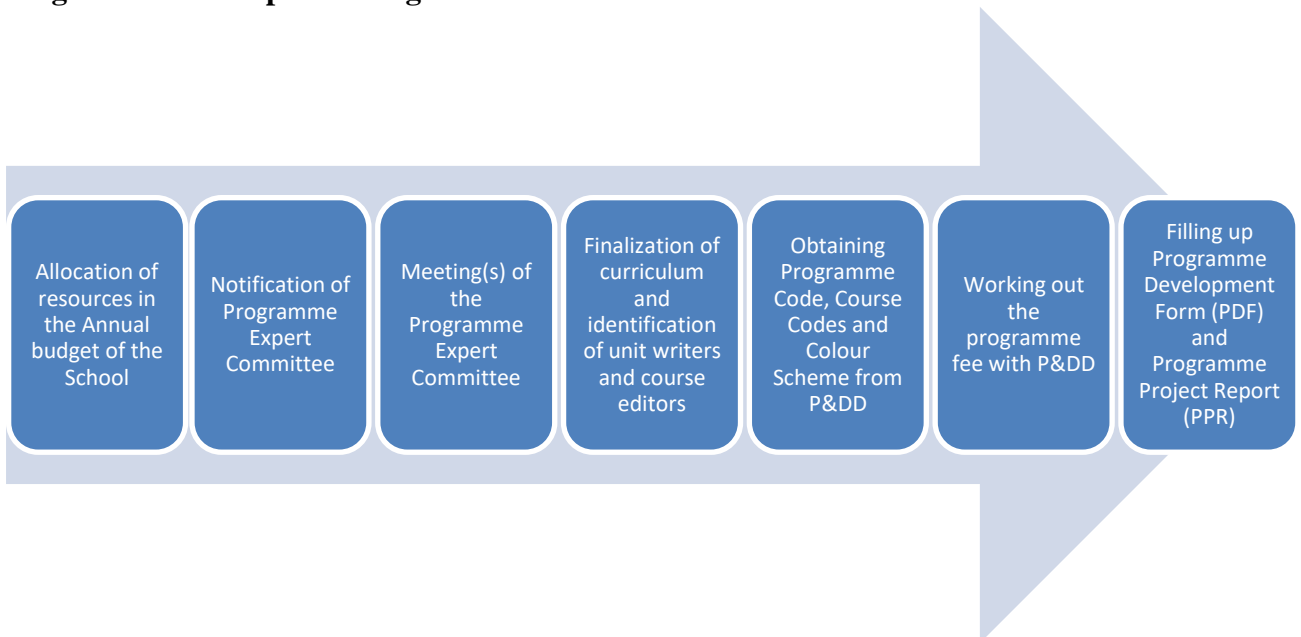 Allocation of
resources in
the Annual
budget of the
School
Notification of
Programme
Expert
Committee
Meeting(s) of
the
Programme
Expert
Committee
Finalization of
curriculum
and
identification
of unit writers
and course
editors
Obtaining
Programme
Code, Course
Codes and
Colour
Scheme from
P&DD
Working out
the
programme
fee with P&DD
Filling up
Programme
Development
Form (PDF)
and
Programme
Project Report
(PPR)